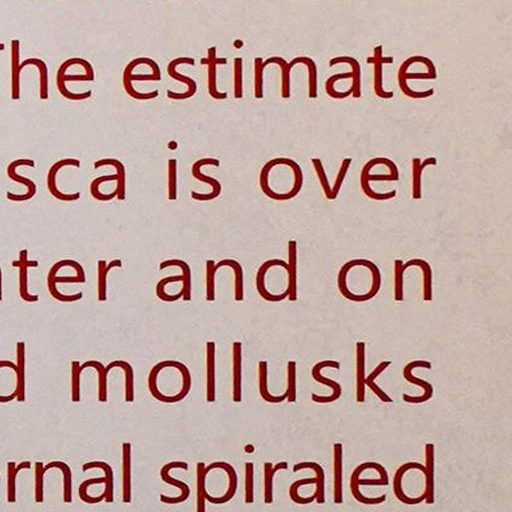 The estimate
sca is over
ter and on
d mollusks
rnal spiraled